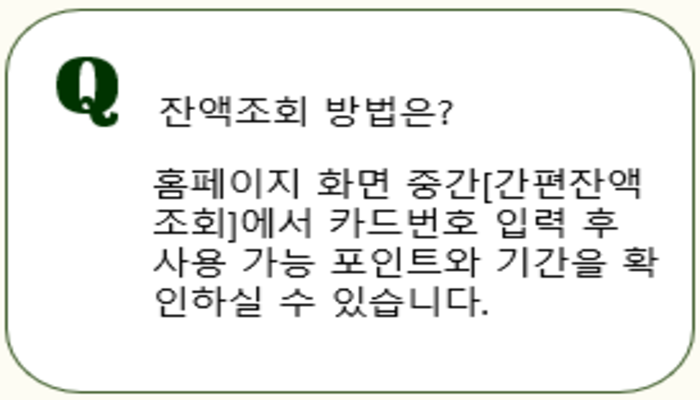 Q 잔액조회 방법은?
홈페이지 화면 중간[간편잔액
조회]에서 카드번호 입력 후
사용 가능 포인트와 기간을 확
인하실 수 있습니다.